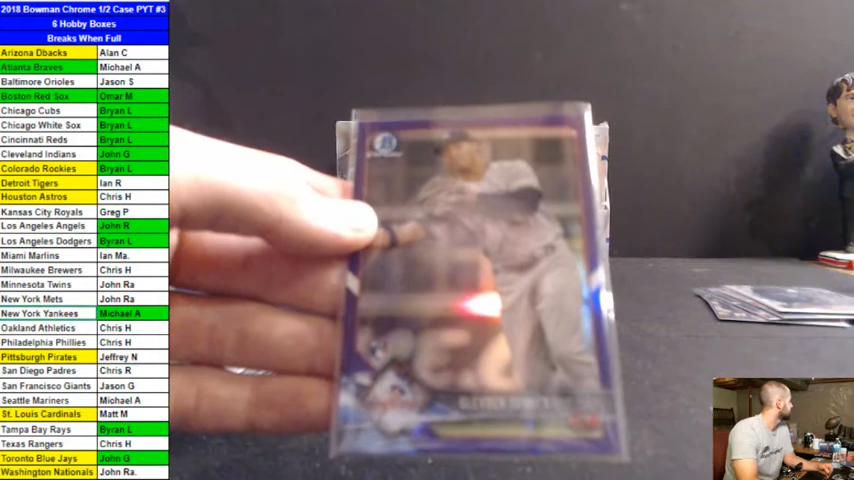 2018 Bowman Chrome 1/2 Case PYT #3
6 Hobby Boxes
Breaks When Full
Arizona Dbacks Alan C
Atlanta Braves Michael A
Baltimore Orioles Jason S
Boston Red Sox Omar M
Chicago Cubs Bryan L
Chicago White Sox Bryan L
Cincinnati Reds Bryan L
Cleveland Indians John G
Colorado Rockies Bryan L
Detroit Tigers Ian R
Houston Astros Chris H
Kansas City Royals Greg P
Los Angeles Angels John R
Los Angeles Dodgers Byran L
Miami Marlins Ian Ma.
Milwaukee Brewers Chris H
Minnesota Twins John Ra
New York Mets John Ra
New York Yankees Michael A
Oakland Athletics Chris H
Philadelphia Phillies Chris H
Pittsburgh Pirates Jeffrey N
San Diego Padres Chris R
San Francisco Giants Jason G
Seattle Mariners Michael A
St. Louis Cardinals Matt M
Tampa Bay Rays Byran L
Texas Rangers Chris H
Toronto Blue Jays John G
Washington Nationals John Ra.